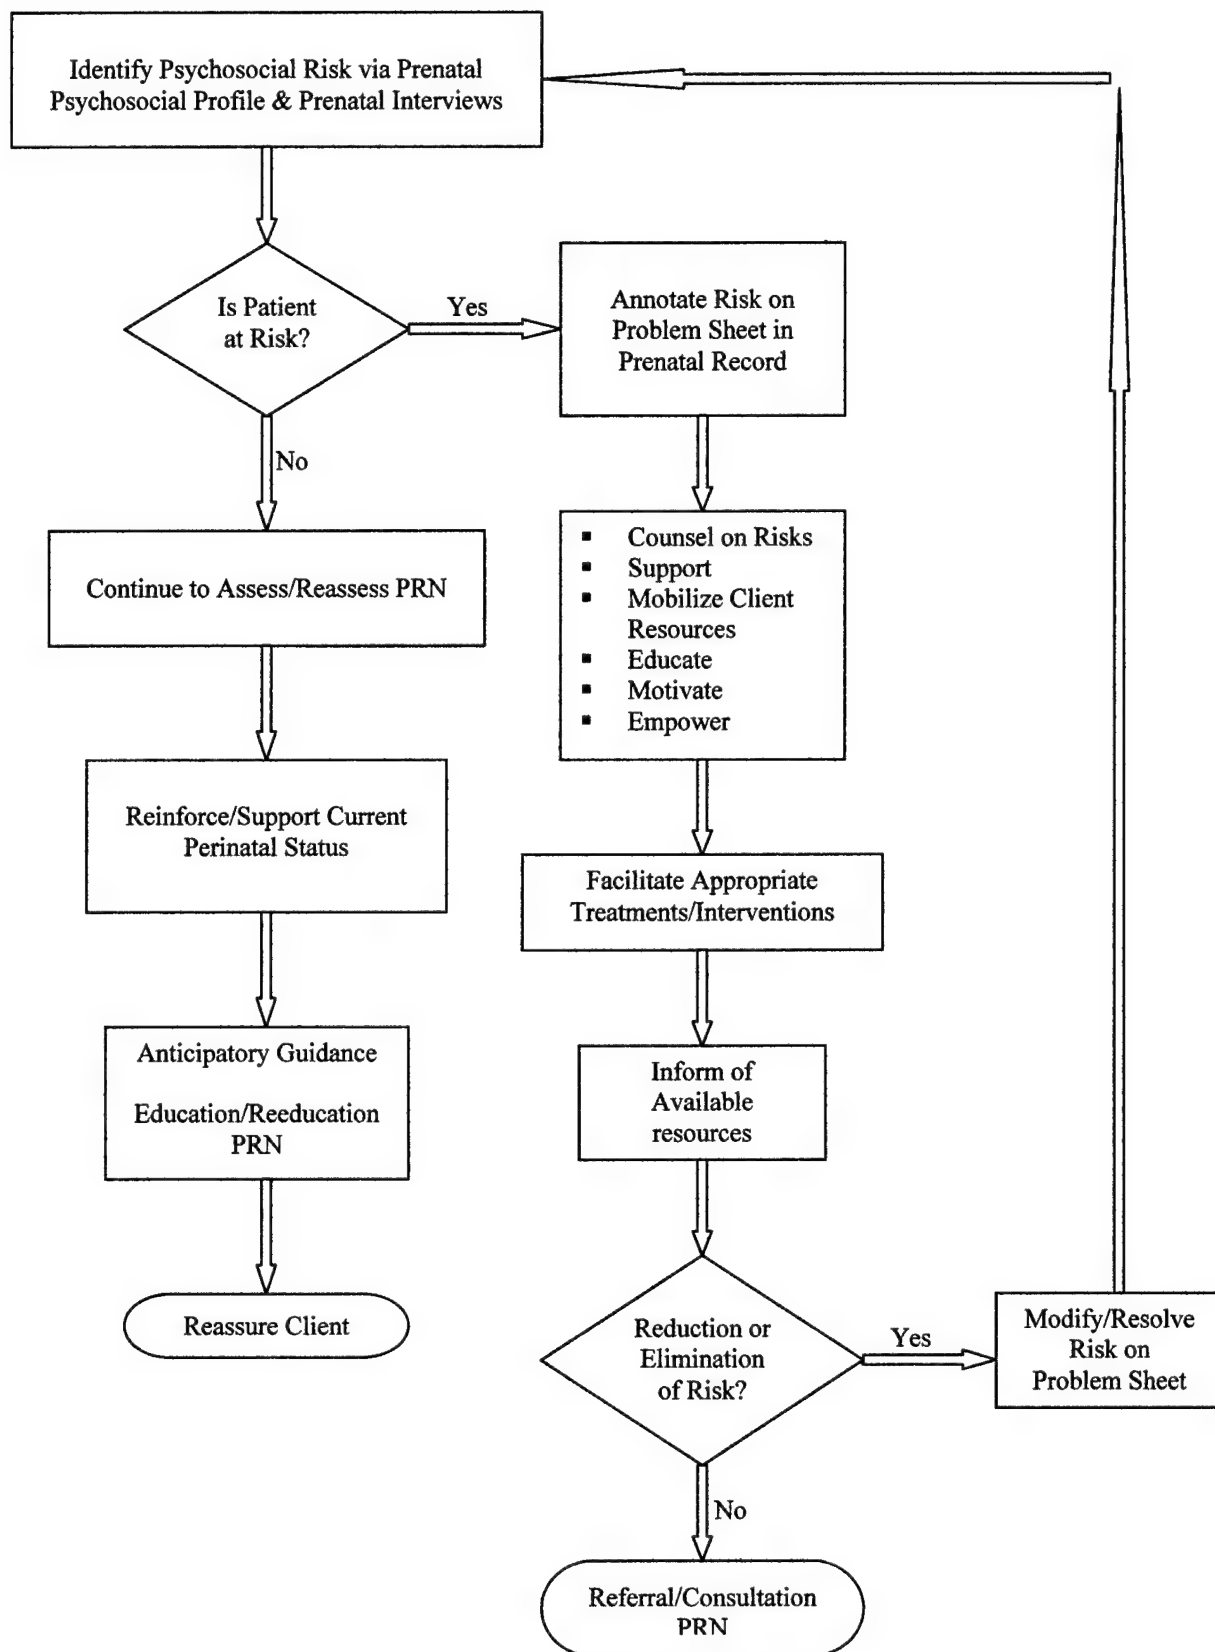 Identify Psychosocial Risk via Prenatal
Psychosocial Profile & Prenatal Interviews
Is Patient
at Risk?
Yes
No
Annotate Risk on
Problem Sheet in
Prenatal Record
▪ Counsel on Risks
▪ Support
▪ Mobilize Client
Resources
▪ Educate
▪ Motivate
▪ Empower
Continue to Assess/Reassess PRN
Reinforce/Support Current
Perinatal Status
Facilitate Appropriate
Treatments/Interventions
Anticipatory Guidance
Education/Reeducation
PRN
Inform of
Available
resources
Reassure Client
Reduction or
Elimination
of Risk?
Yes
Modify/Resolve
Risk on
Problem Sheet
No
Referral/Consultation
PRN